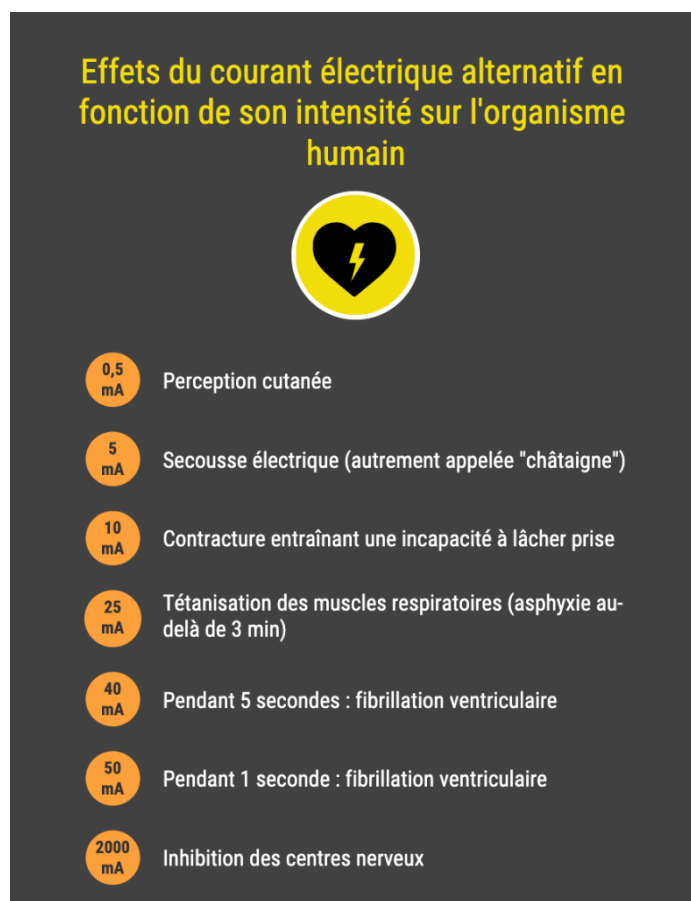 Effets du courant électrique alternatif en
fonction de son intensité sur l'organisme
humain
0,5
mA
Perception cutanée
5
mA
Secousse électrique (autrement appelée "châtaigne")
10
mA
Contracture entraînant une incapacité à lâcher prise
25
mA
Tétanisation des muscles respiratoires (asphyxie au-
delà de 3 min)
40
mA
Pendant 5 secondes : fibrillation ventriculaire
50
mA
Pendant 1 seconde : fibrillation ventriculaire
2000
mA
Inhibition des centres nerveux